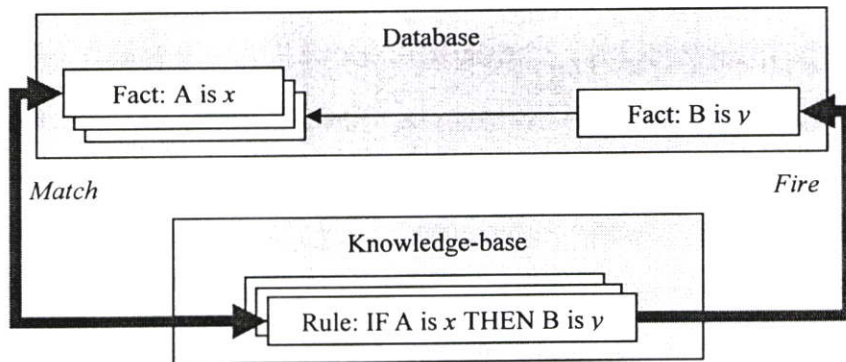 Database
Fact: A is x
Fact: B is y
Match
Fire
Knowledge-base
Rule: IF A is x THEN B is y